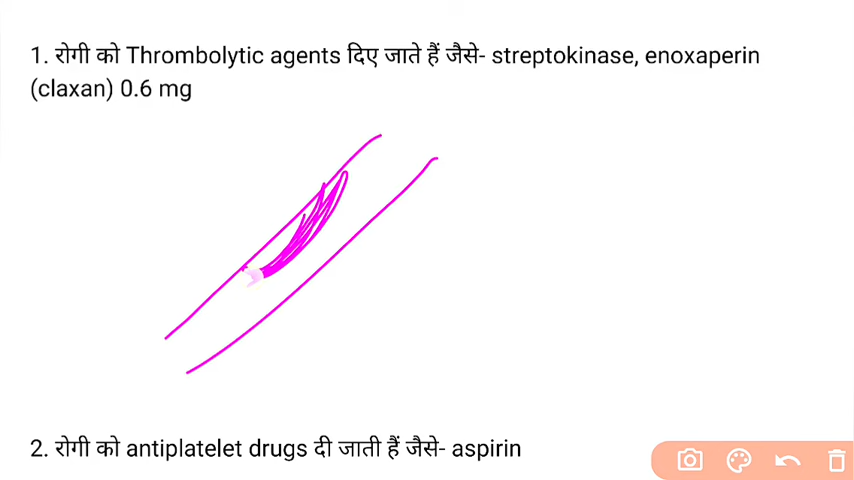 1. रोगी को Thrombolytic agents दिए जाते हैं जैसे- streptokinase, enoxaperin
(claxan) 0.6 mg
2. रोगी को antiplatelet drugs दी जाती हैं जैसे- aspirin